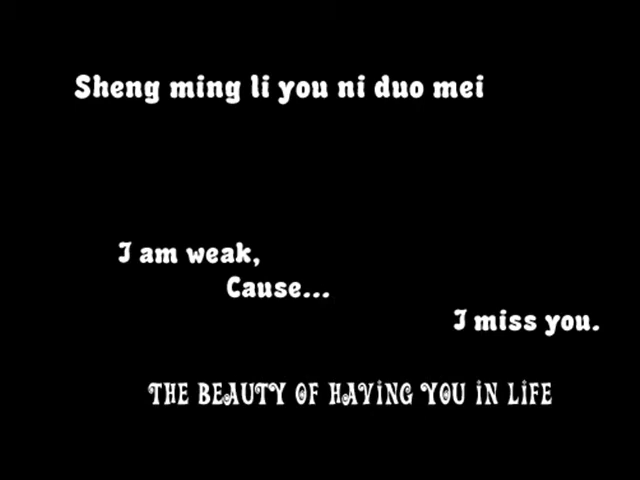 Sheng ming li you ni duo mei
I am weak,
Cause...
I miss you.
THE BEAUTY OF HAVING YOU IN LIFE